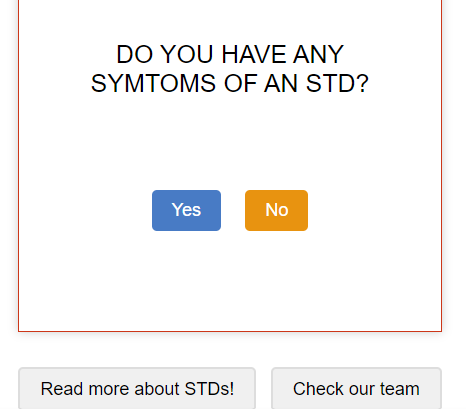 DO YOU HAVE ANY
SYMTOMS OF AN STD?
Yes No
Read more about STDs! Check our team